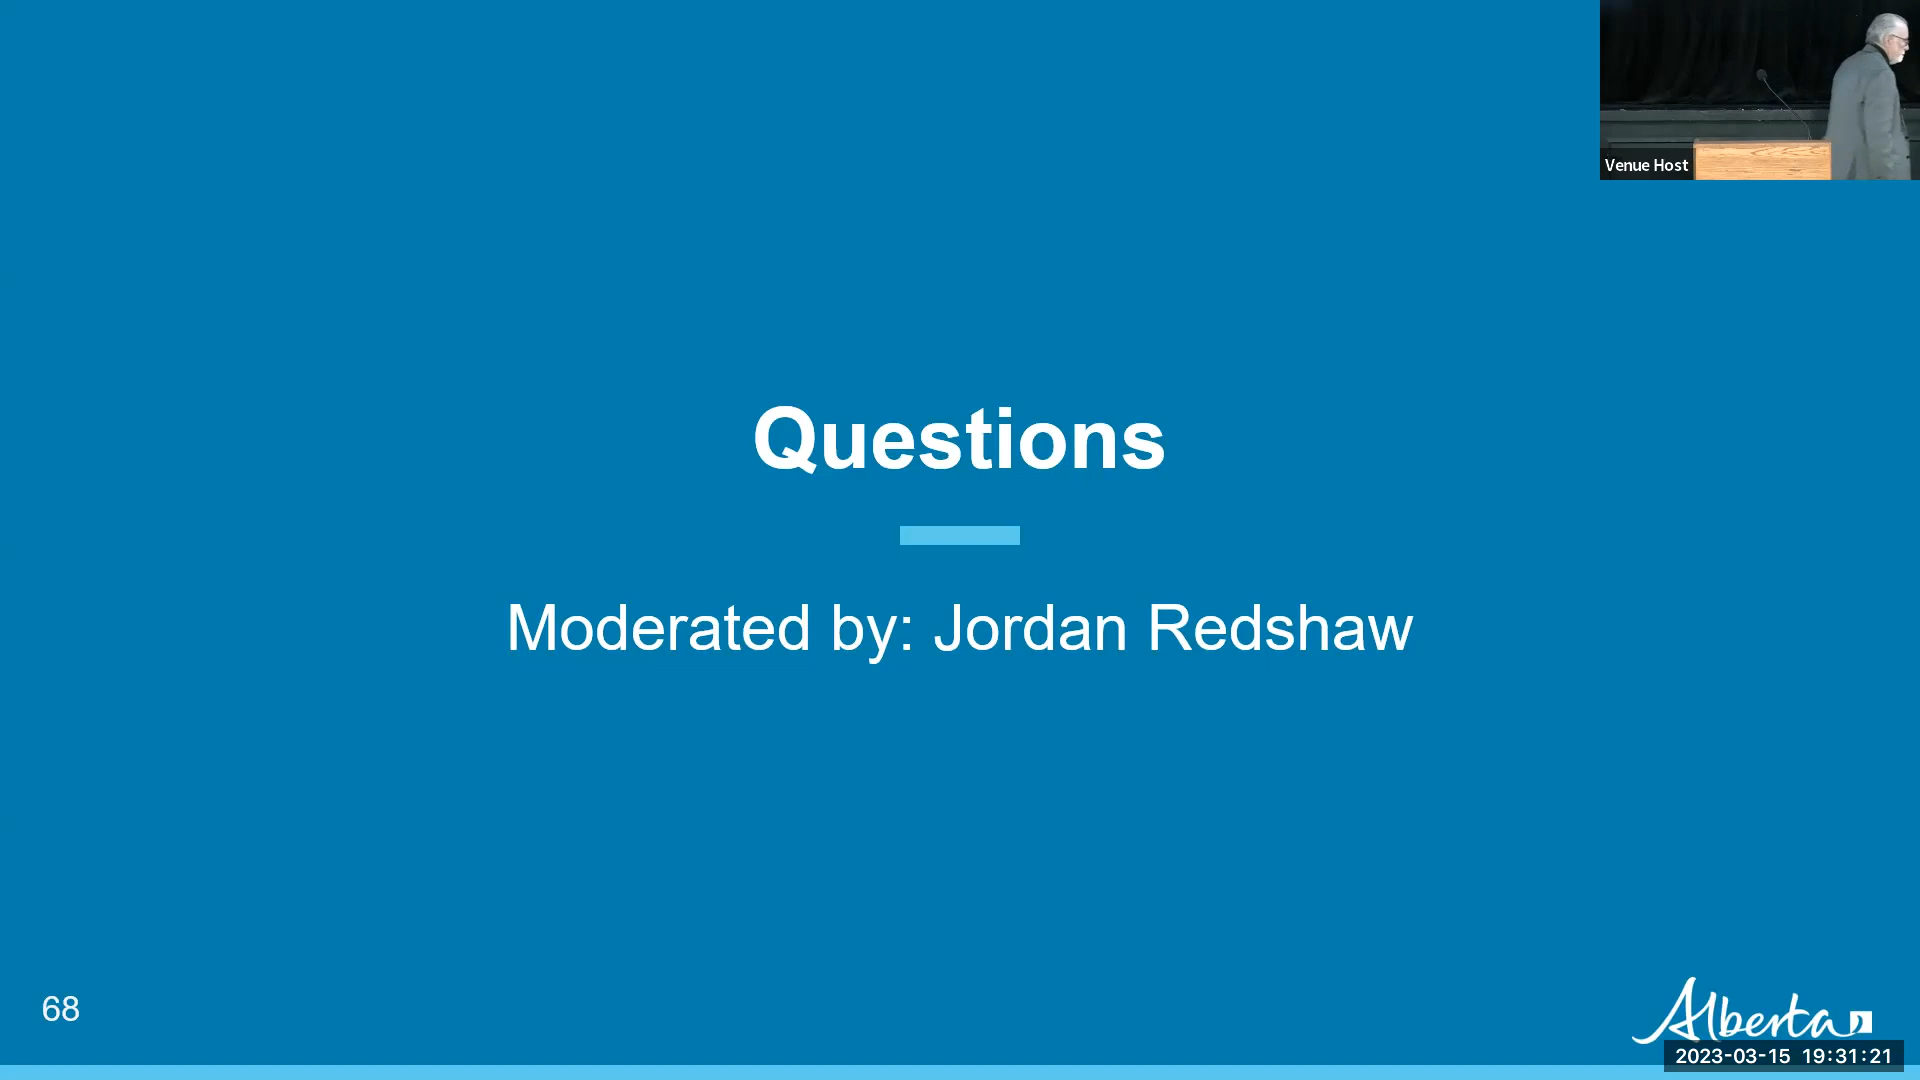 Venue Host
Questions
Moderated by: Jordan Redshaw
68
Alberta
2023-03-15 19:31:21